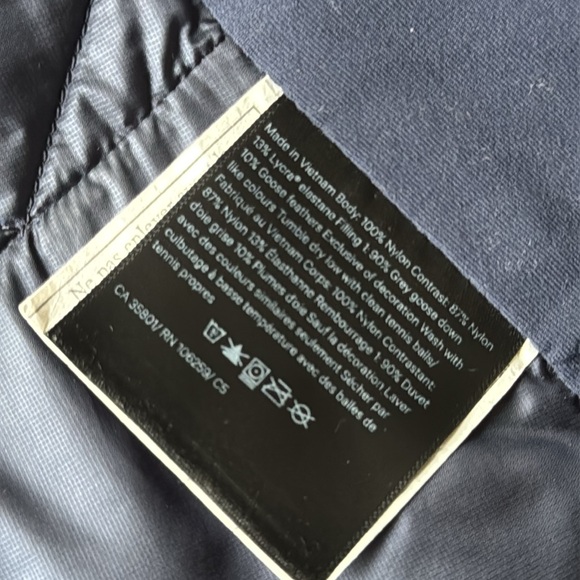 Made in Vietnam Body: 100% Nylon Contrast: 87% Nylon
13% Lycra® elastane Filling 1: 90% Grey goose down
10% Goose feathers Exclusive of decoration Wash with
like colours Tumble dry low with clean tennis balls/
Fabriqué au Vietnam Corps: 100% Nylon Contrastant:
87% Nylon 13% Élasthanne Rembourrage 1: 90% Duvet
d'oie grise 10% Plumes d'oie Sauf la décoration Laver
avec des couleurs similaires seulement Sécher par
culbutage à basse température avec des balles de
tennis propres
CA 35801/ RN 106259/ C5
Ne pas enlever